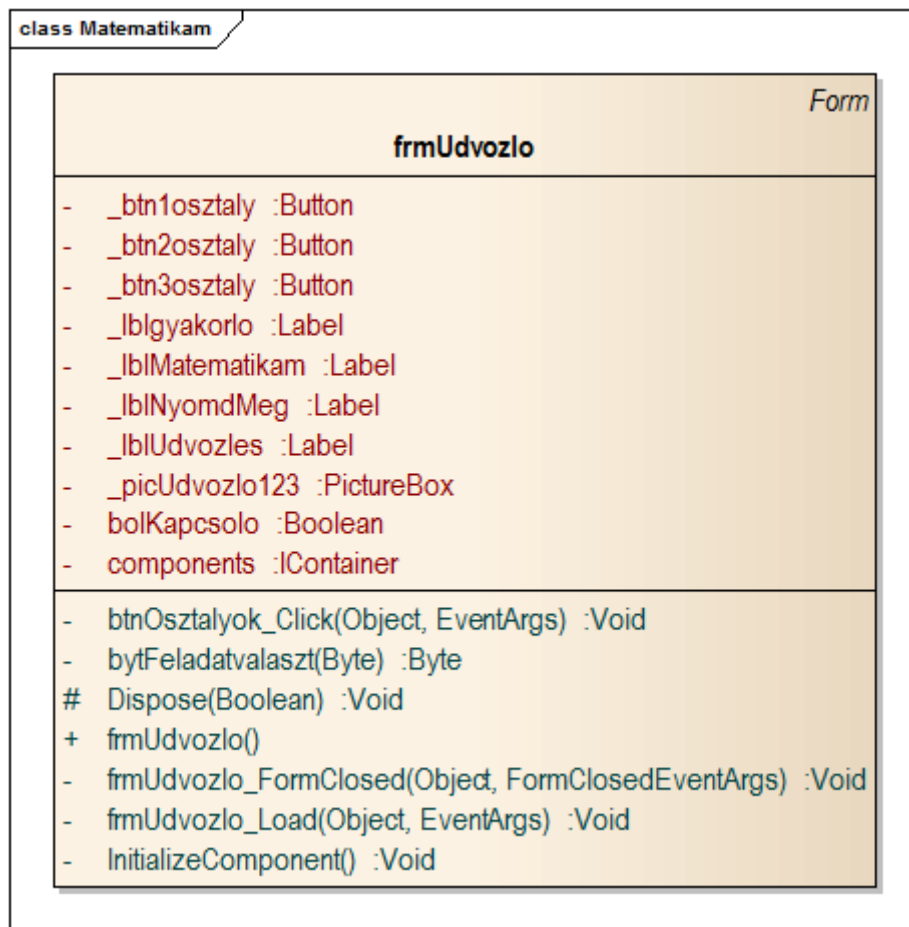 class Matematikam
Form
frmUdvozlo
- _btn1osztaly :Button
- _btn2osztaly :Button
- _btn3osztaly :Button
- _lblgyakorlo :Label
- _lblMatematikam :Label
- _lblNyomdMeg :Label
- _lblUdvozles :Label
- _picUdvozlo123 :PictureBox
- bolKapcsolo :Boolean
- components :IContainer
- btnOsztalyok_Click(Object, EventArgs) :Void
- bytFeladatvalaszt(Byte) :Byte
# Dispose(Boolean) :Void
+ frmUdvozlo()
- frmUdvozlo_FormClosed(Object, FormClosedEventArgs) :Void
- frmUdvozlo_Load(Object, EventArgs) :Void
- InitializeComponent() :Void